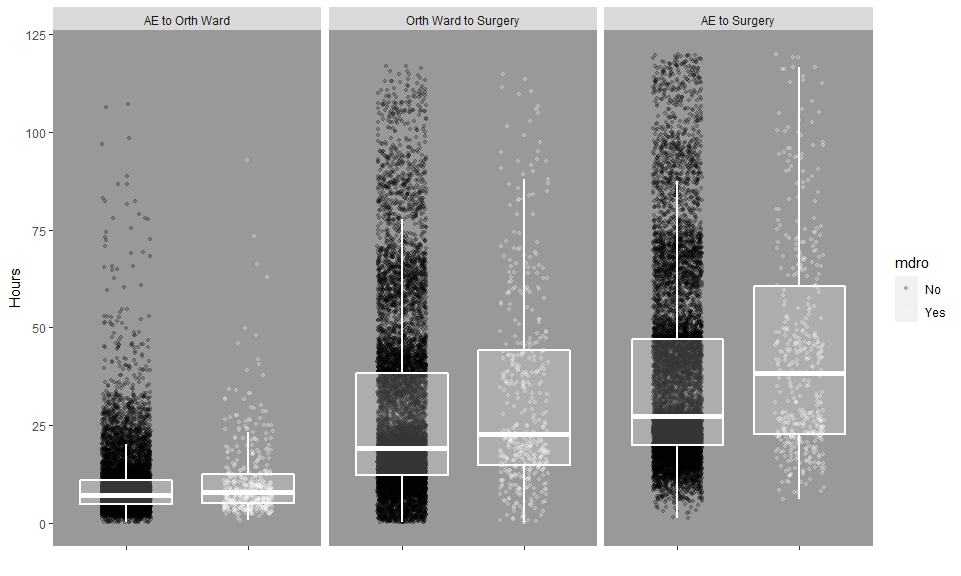 AE to Orth Ward
Orth Ward to Surgery
AE to Surgery
125
100
75
50
25
0
Hours
mdro
No
Yes